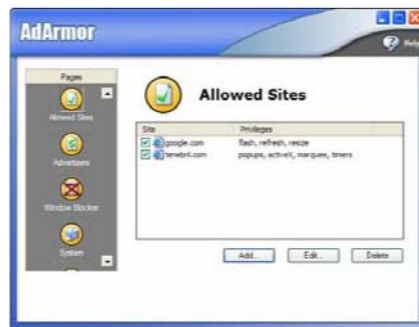 AdArmor
Help
Pages
Allowed Sites
Advertisers
Window Blocker
System
Allowed Sites
Site Privileges
google.com flash, refresh, resize
tenebril.com popups, activeX, marquee, timers
Add... Edit... Delete